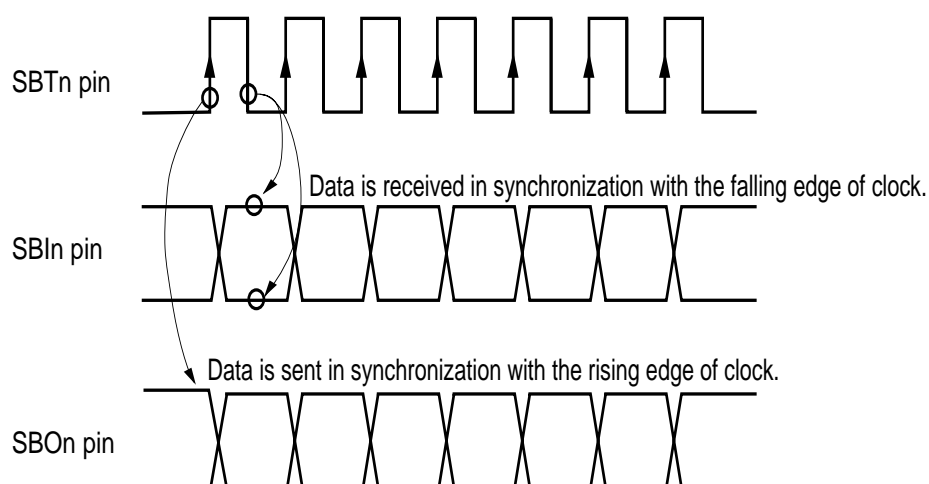 SBTn pin
Data is received in synchronization with the falling edge of clock.
SBIn pin
Data is sent in synchronization with the rising edge of clock.
SBOn pin